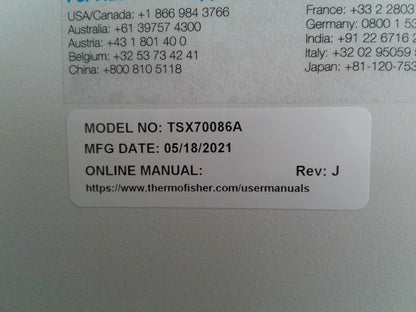 USA/Canada: +1 866 984 3766
Australia: +61 39757 4300
Austria: +43 1 801 40 0
Belgium: +32 53 73 42 41
China: +800 810 5118
France: +33 2 2803
Germany: 0800 1 53
India: +91 22 6716 2
Italy: +32 02 95059 5
Japan: +81-120-753
MODEL NO: TSX70086A
MFG DATE: 05/18/2021
ONLINE MANUAL: Rev: J
https://www.thermofisher.com/usermanuals